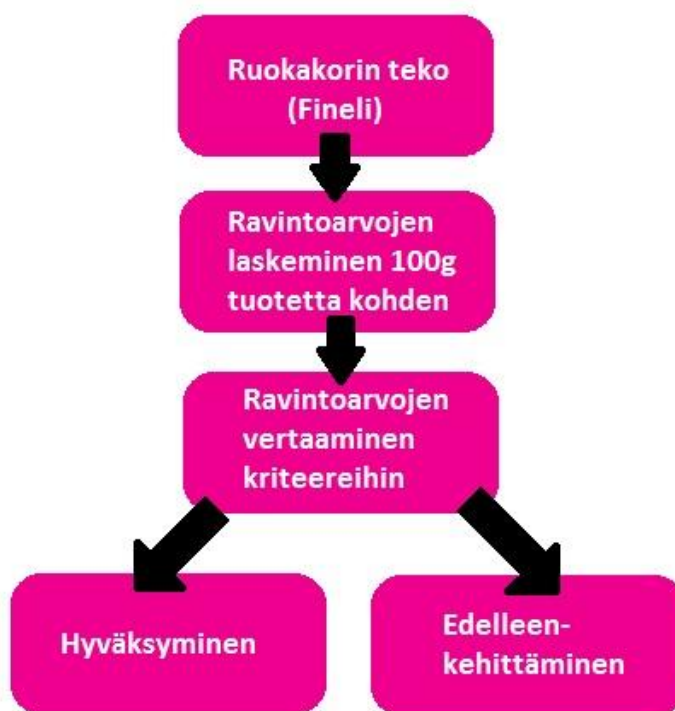 Ruokakorin teko
(Fineli)
Ravintoarvojen
laskeminen 100g
tuotetta kohden
Ravintoarvojen
vertaaminen
kriteereihin
Hyväksyminen
Edelleen-
kehittäminen